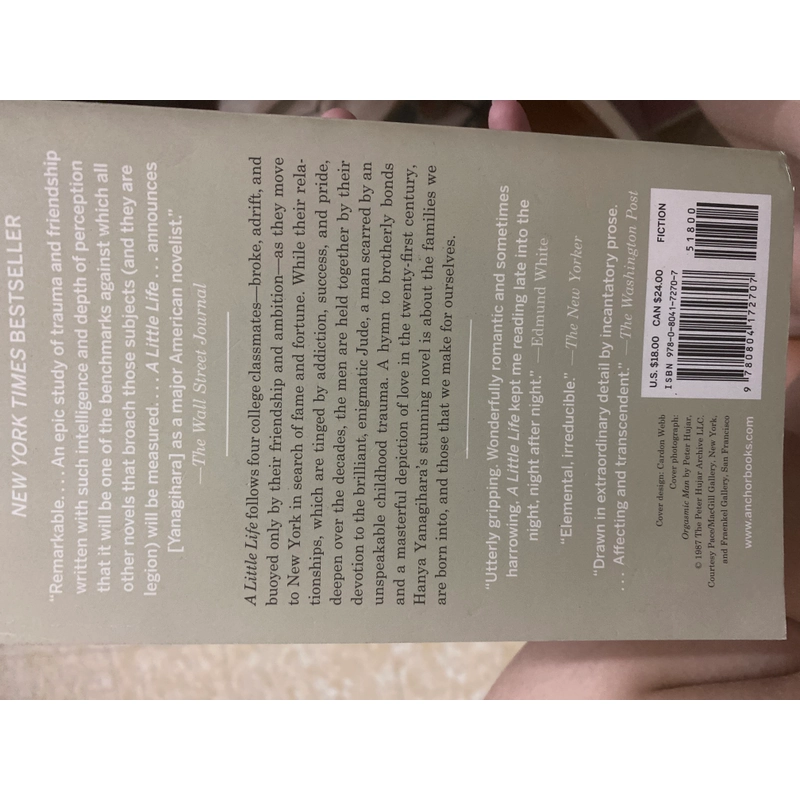 NEW YORK TIMES BESTSELLER
“Remarkable. . . . An epic study of trauma and friendship
written with such intelligence and depth of perception
that it will be one of the benchmarks against which all
other novels that broach those subjects (and they are
legion) will be measured. . . . A Little Life . . . announces
[Yanagihara] as a major American novelist.”
—The Wall Street Journal
A Little Life follows four college classmates—broke, adrift, and
buoyed only by their friendship and ambition—as they move
to New York in search of fame and fortune. While their rela-
tionships, which are tinged by addiction, success, and pride,
deepen over the decades, the men are held together by their
devotion to the brilliant, enigmatic Jude, a man scarred by an
unspeakable childhood trauma. A hymn to brotherly bonds
and a masterful depiction of love in the twenty-first century,
Hanya Yanagihara’s stunning novel is about the families we
are born into, and those that we make for ourselves.
“Utterly gripping. Wonderfully romantic and sometimes
harrowing, A Little Life kept me reading late into the
night, night after night.” —Edmund White
“Elemental, irreducible.” —The New Yorker
“Drawn in extraordinary detail by incantatory prose.
. . . Affecting and transcendent.” —The Washington Post
Cover design: Cardon Webb
Cover photograph:
Orgasmic Man by Peter Hujar,
© 1987 The Peter Hujar Archive LLC.
Courtesy Pace/MacGill Gallery, New York,
and Fraenkel Gallery, San Francisco
www.anchorbooks.com
U.S. $18.00 CAN $24.00 FICTION
ISBN 978-0-8041-7270-7
51800
9 780804 172707